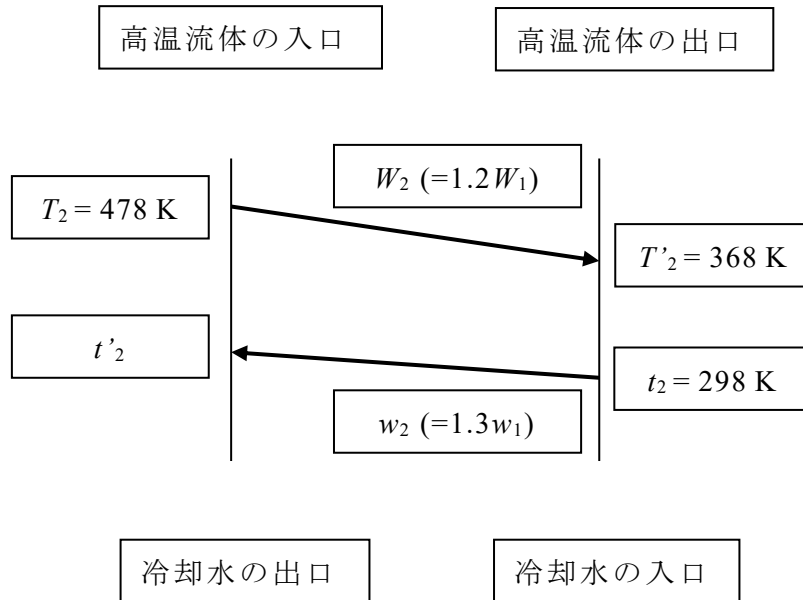 高温流体の入口
高温流体の出口
W₂ (=1.2W₁)
T₂ = 478 K
T’₂ = 368 K
t’₂
t₂ = 298 K
w₂ (=1.3w₁)
冷却水の出口
冷却水の入口